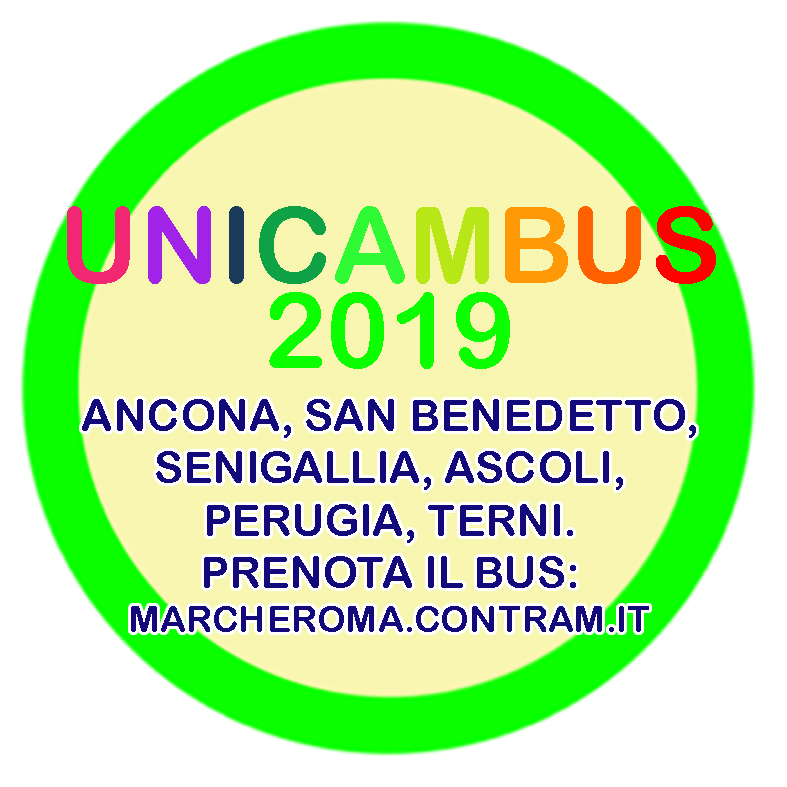 UNICAMBUS
2019
ANCONA, SAN BENEDETTO,
SENIGALLIA, ASCOLI,
PERUGIA, TERNI.
PRENOTA IL BUS:
MARCHEROMA.CONTRAM.IT